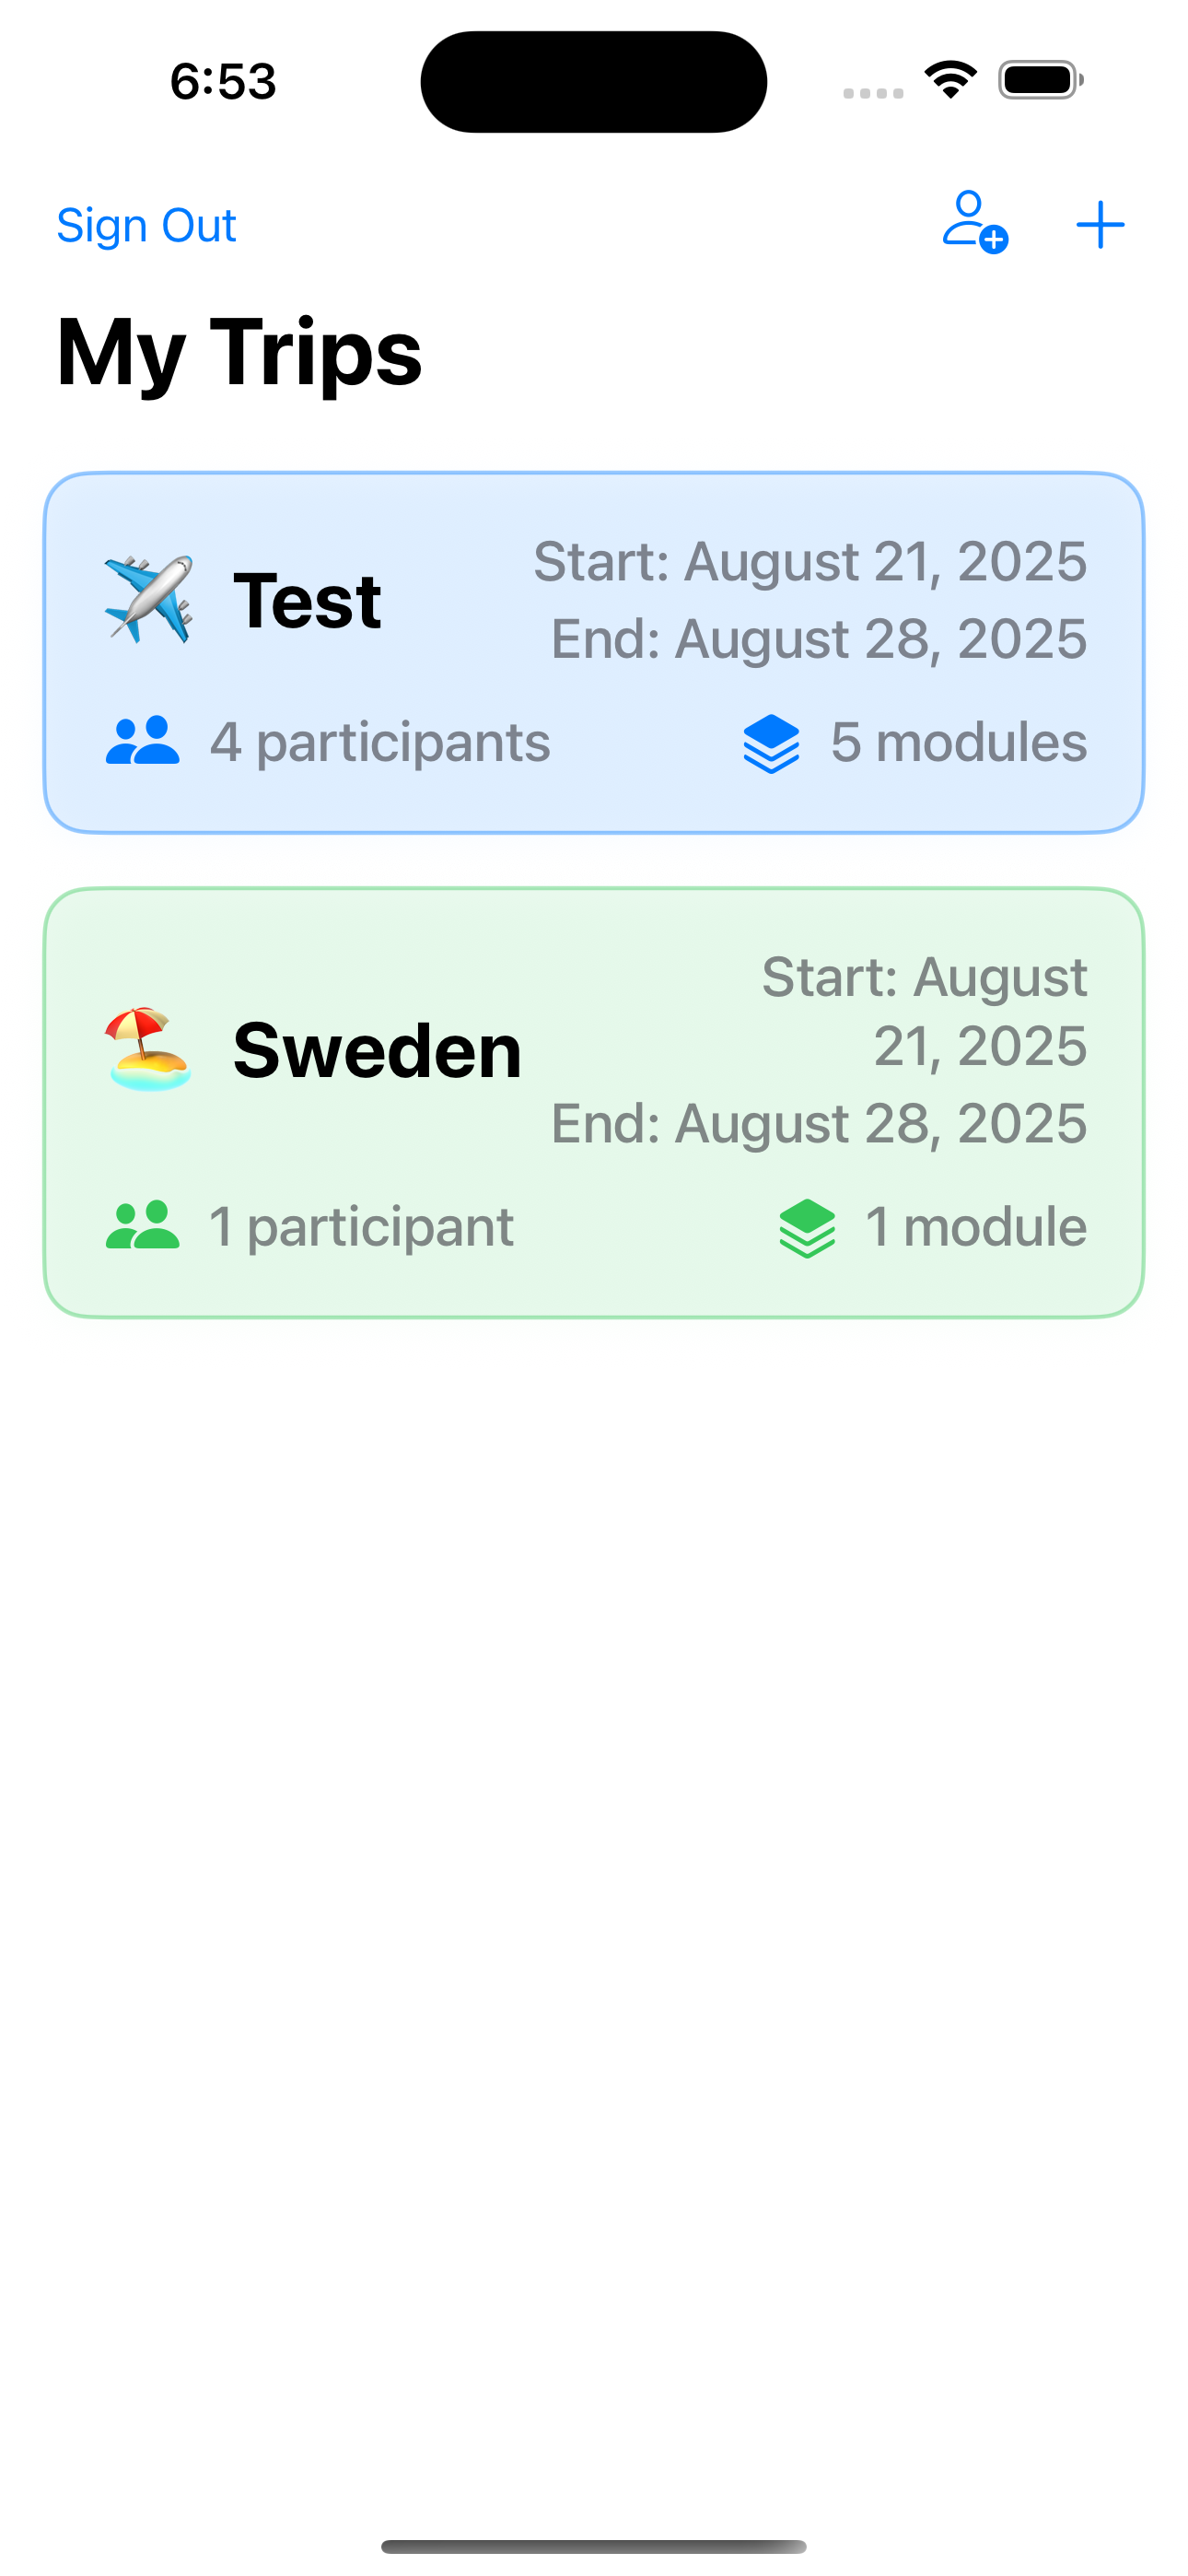 6:53
Sign Out
My Trips
Test
Start: August 21, 2025
End: August 28, 2025
4 participants
5 modules
Sweden
Start: August
21, 2025
End: August 28, 2025
1 participant
1 module